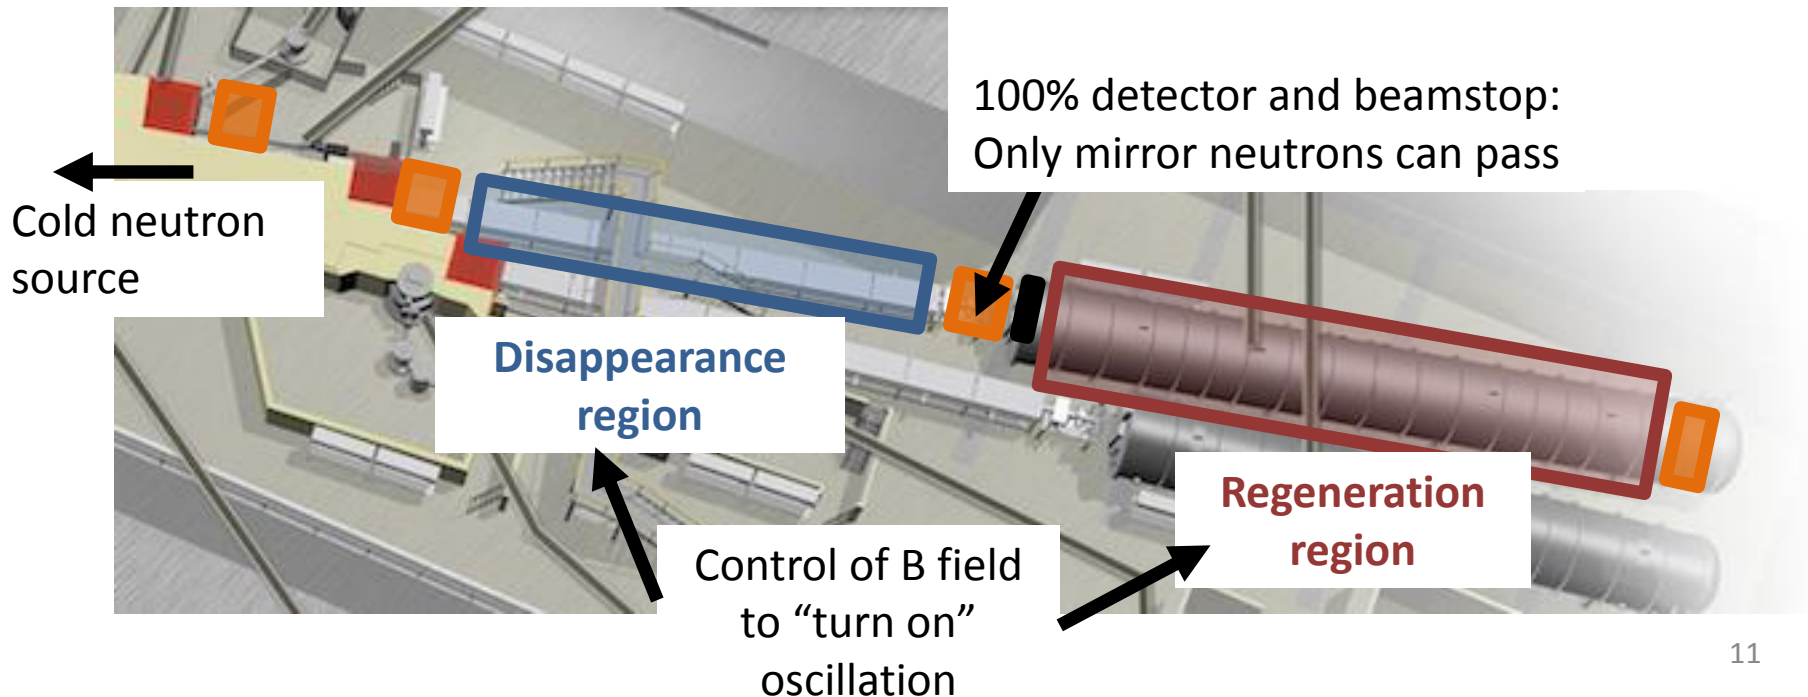 100% detector and beamstop:
Only mirror neutrons can pass
Cold neutron
source
Disappearance
region
Regeneration
region
Control of B field
to “turn on”
oscillation
11